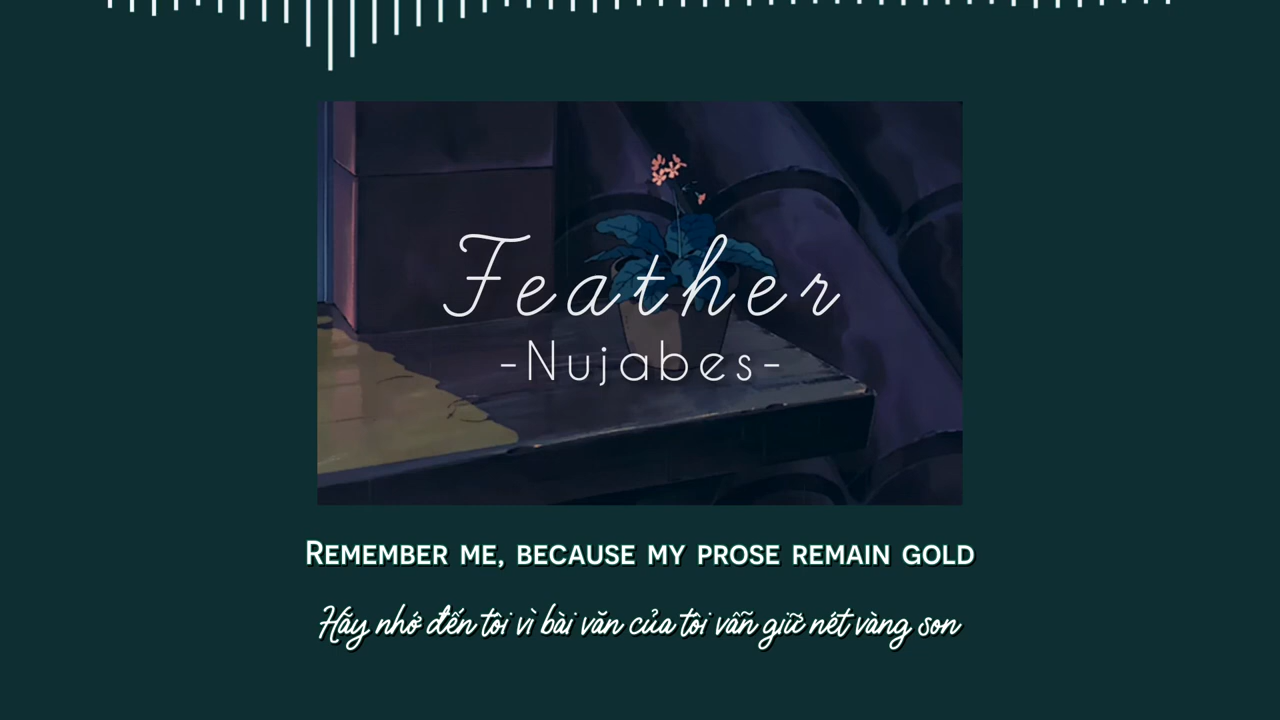 Feather
-Nujabes-
Remember me, because my prose remain gold
Hãy nhớ đến tôi vì bài văn của tôi vẫn giữ nét vàng son